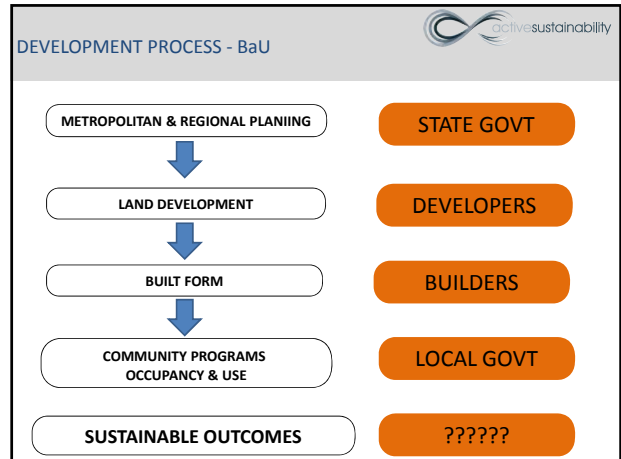 activesustainability
DEVELOPMENT PROCESS - BaU
METROPOLITAN & REGIONAL PLANIING
STATE GOVT
LAND DEVELOPMENT
DEVELOPERS
BUILT FORM
BUILDERS
COMMUNITY PROGRAMS
OCCUPANCY & USE
LOCAL GOVT
SUSTAINABLE OUTCOMES
??????